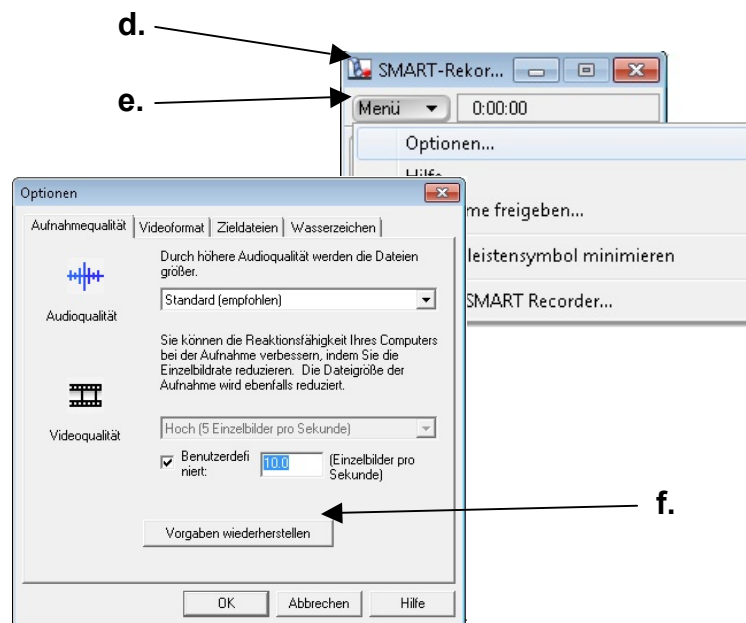 d.
SMART-Rekor...
e.
Menü
0:00:00
Optionen...
me freigeben...
leistensymbol minimieren
SMART Recorder...
Optionen
Aufnahmequalität Videoformat Zieldateien Wasserzeichen
Durch höhere Audioqualität werden die Dateien
größer.
Standard (empfohlen)
Audioqualität
Sie können die Reaktionsfähigkeit Ihres Computers
bei der Aufnahme verbessern, indem Sie die
Einzelbildrate reduzieren. Die Dateigröße der
Aufnahme wird ebenfalls reduziert.
Videoqualität
Hoch (5 Einzelbilder pro Sekunde)
Benutzerdefi
niert:
10.0
(Einzelbilder pro
Sekunde)
f.
Vorgaben wiederherstellen
OK Abbrechen Hilfe